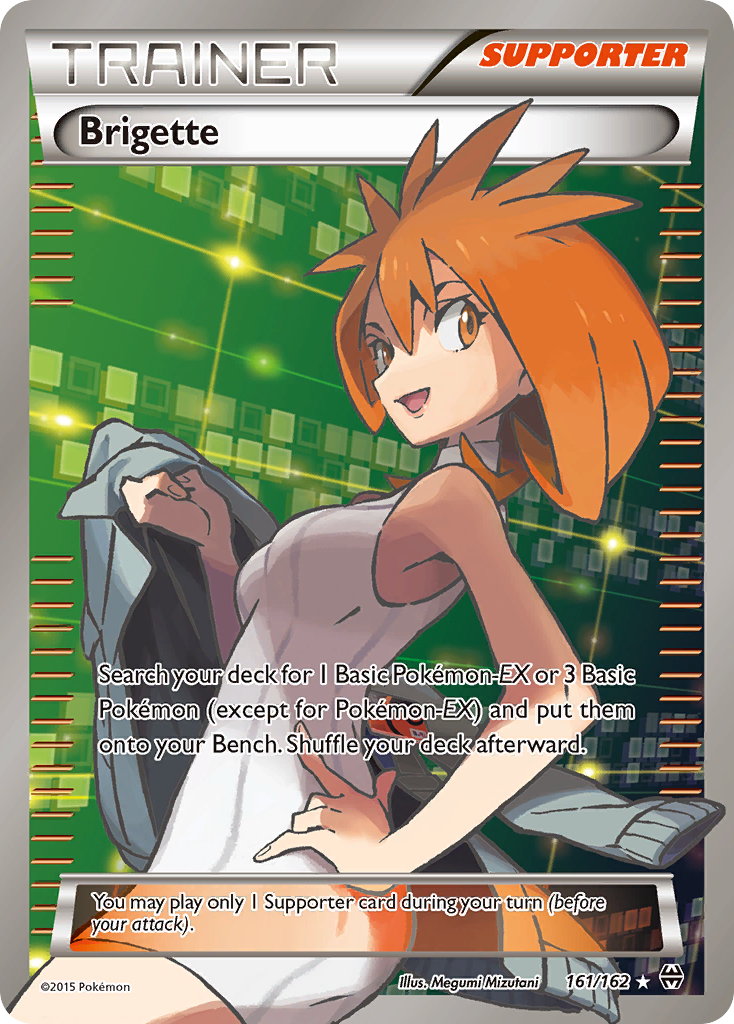 TRAINER
SUPPORTER
Brigette
Search your deck for 1 Basic Pokémon-EX or 3 Basic
Pokémon (except for Pokémon-EX) and put them
onto your Bench. Shuffle your deck afterward.
You may play only 1 Supporter card during your turn (before
your attack).
©2015 Pokémon
Illus. Megumi Mizutani
161/162 ★